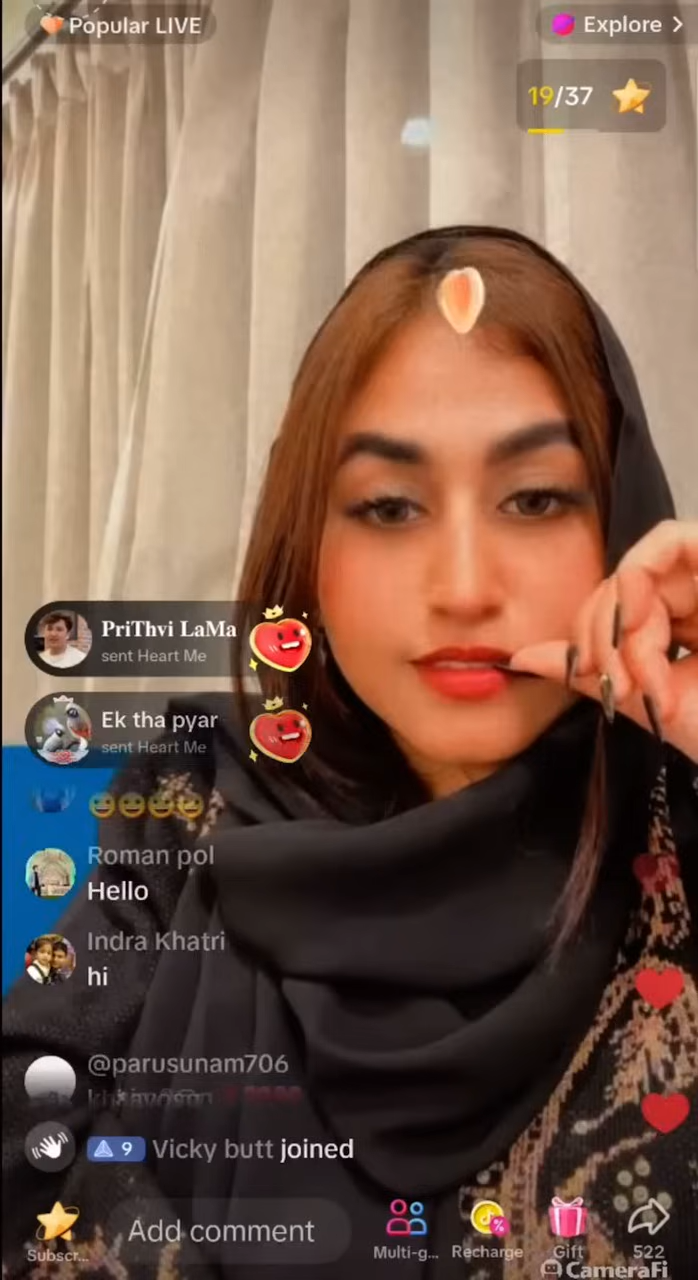 Popular LIVE
Explore
19/37
PriThvi LaMa
sent Heart Me
Ek tha pyar
sent Heart Me
Roman pol
Hello
Indra Khatri
hi
@parusunam706
9 Vicky butt joined
Add comment
Subscr...
Multi-g...
Recharge
Gift
522
CameraFi